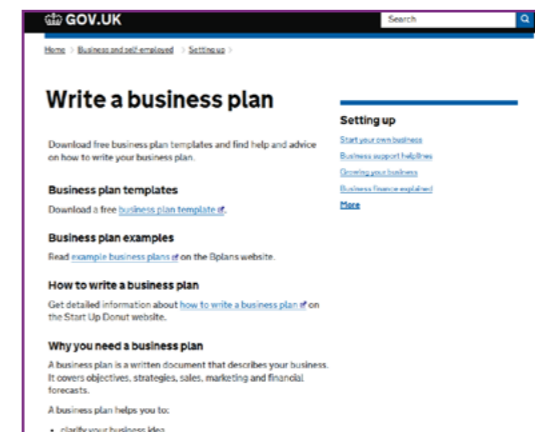 GOV.UK
Search
Home > Business and self-employed > Setting up >
Write a business plan
Download free business plan templates and find help and advice
on how to write your business plan.
Business plan templates
Download a free business plan template.
Business plan examples
Read example business plans on the Bplans website.
How to write a business plan
Get detailed information about how to write a business plan on
the Start Up Donut website.
Why you need a business plan
A business plan is a written document that describes your business.
It covers objectives, strategies, sales, marketing and financial
forecasts.
A business plan helps you to:
• clarify your business idea
Setting up
Start your own business
Business support helplines
Growing your business
Business finance explained
More